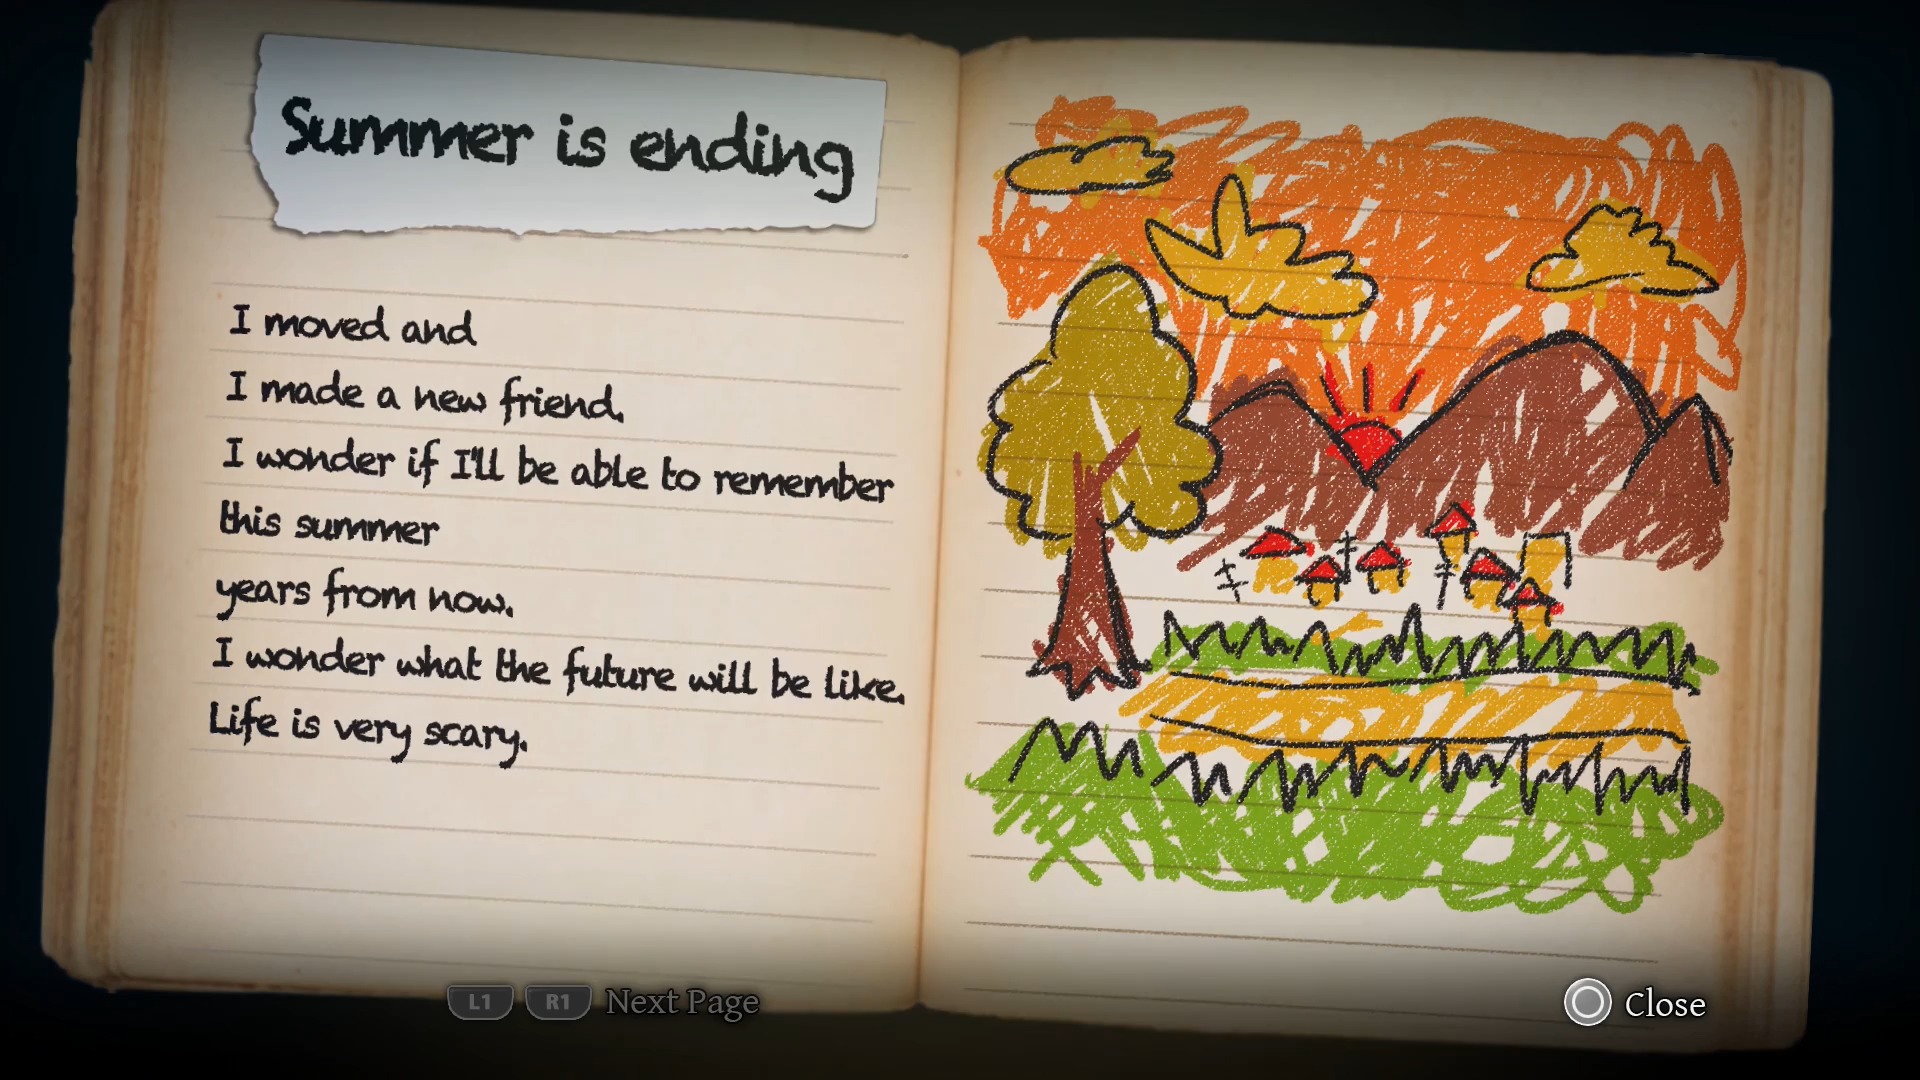 Summer is ending
I moved and
I made a new friend.
I wonder if I'll be able to remember
this summer
years from now.
I wonder what the future will be like.
Life is very scary.
L1 R1 Next Page
Close